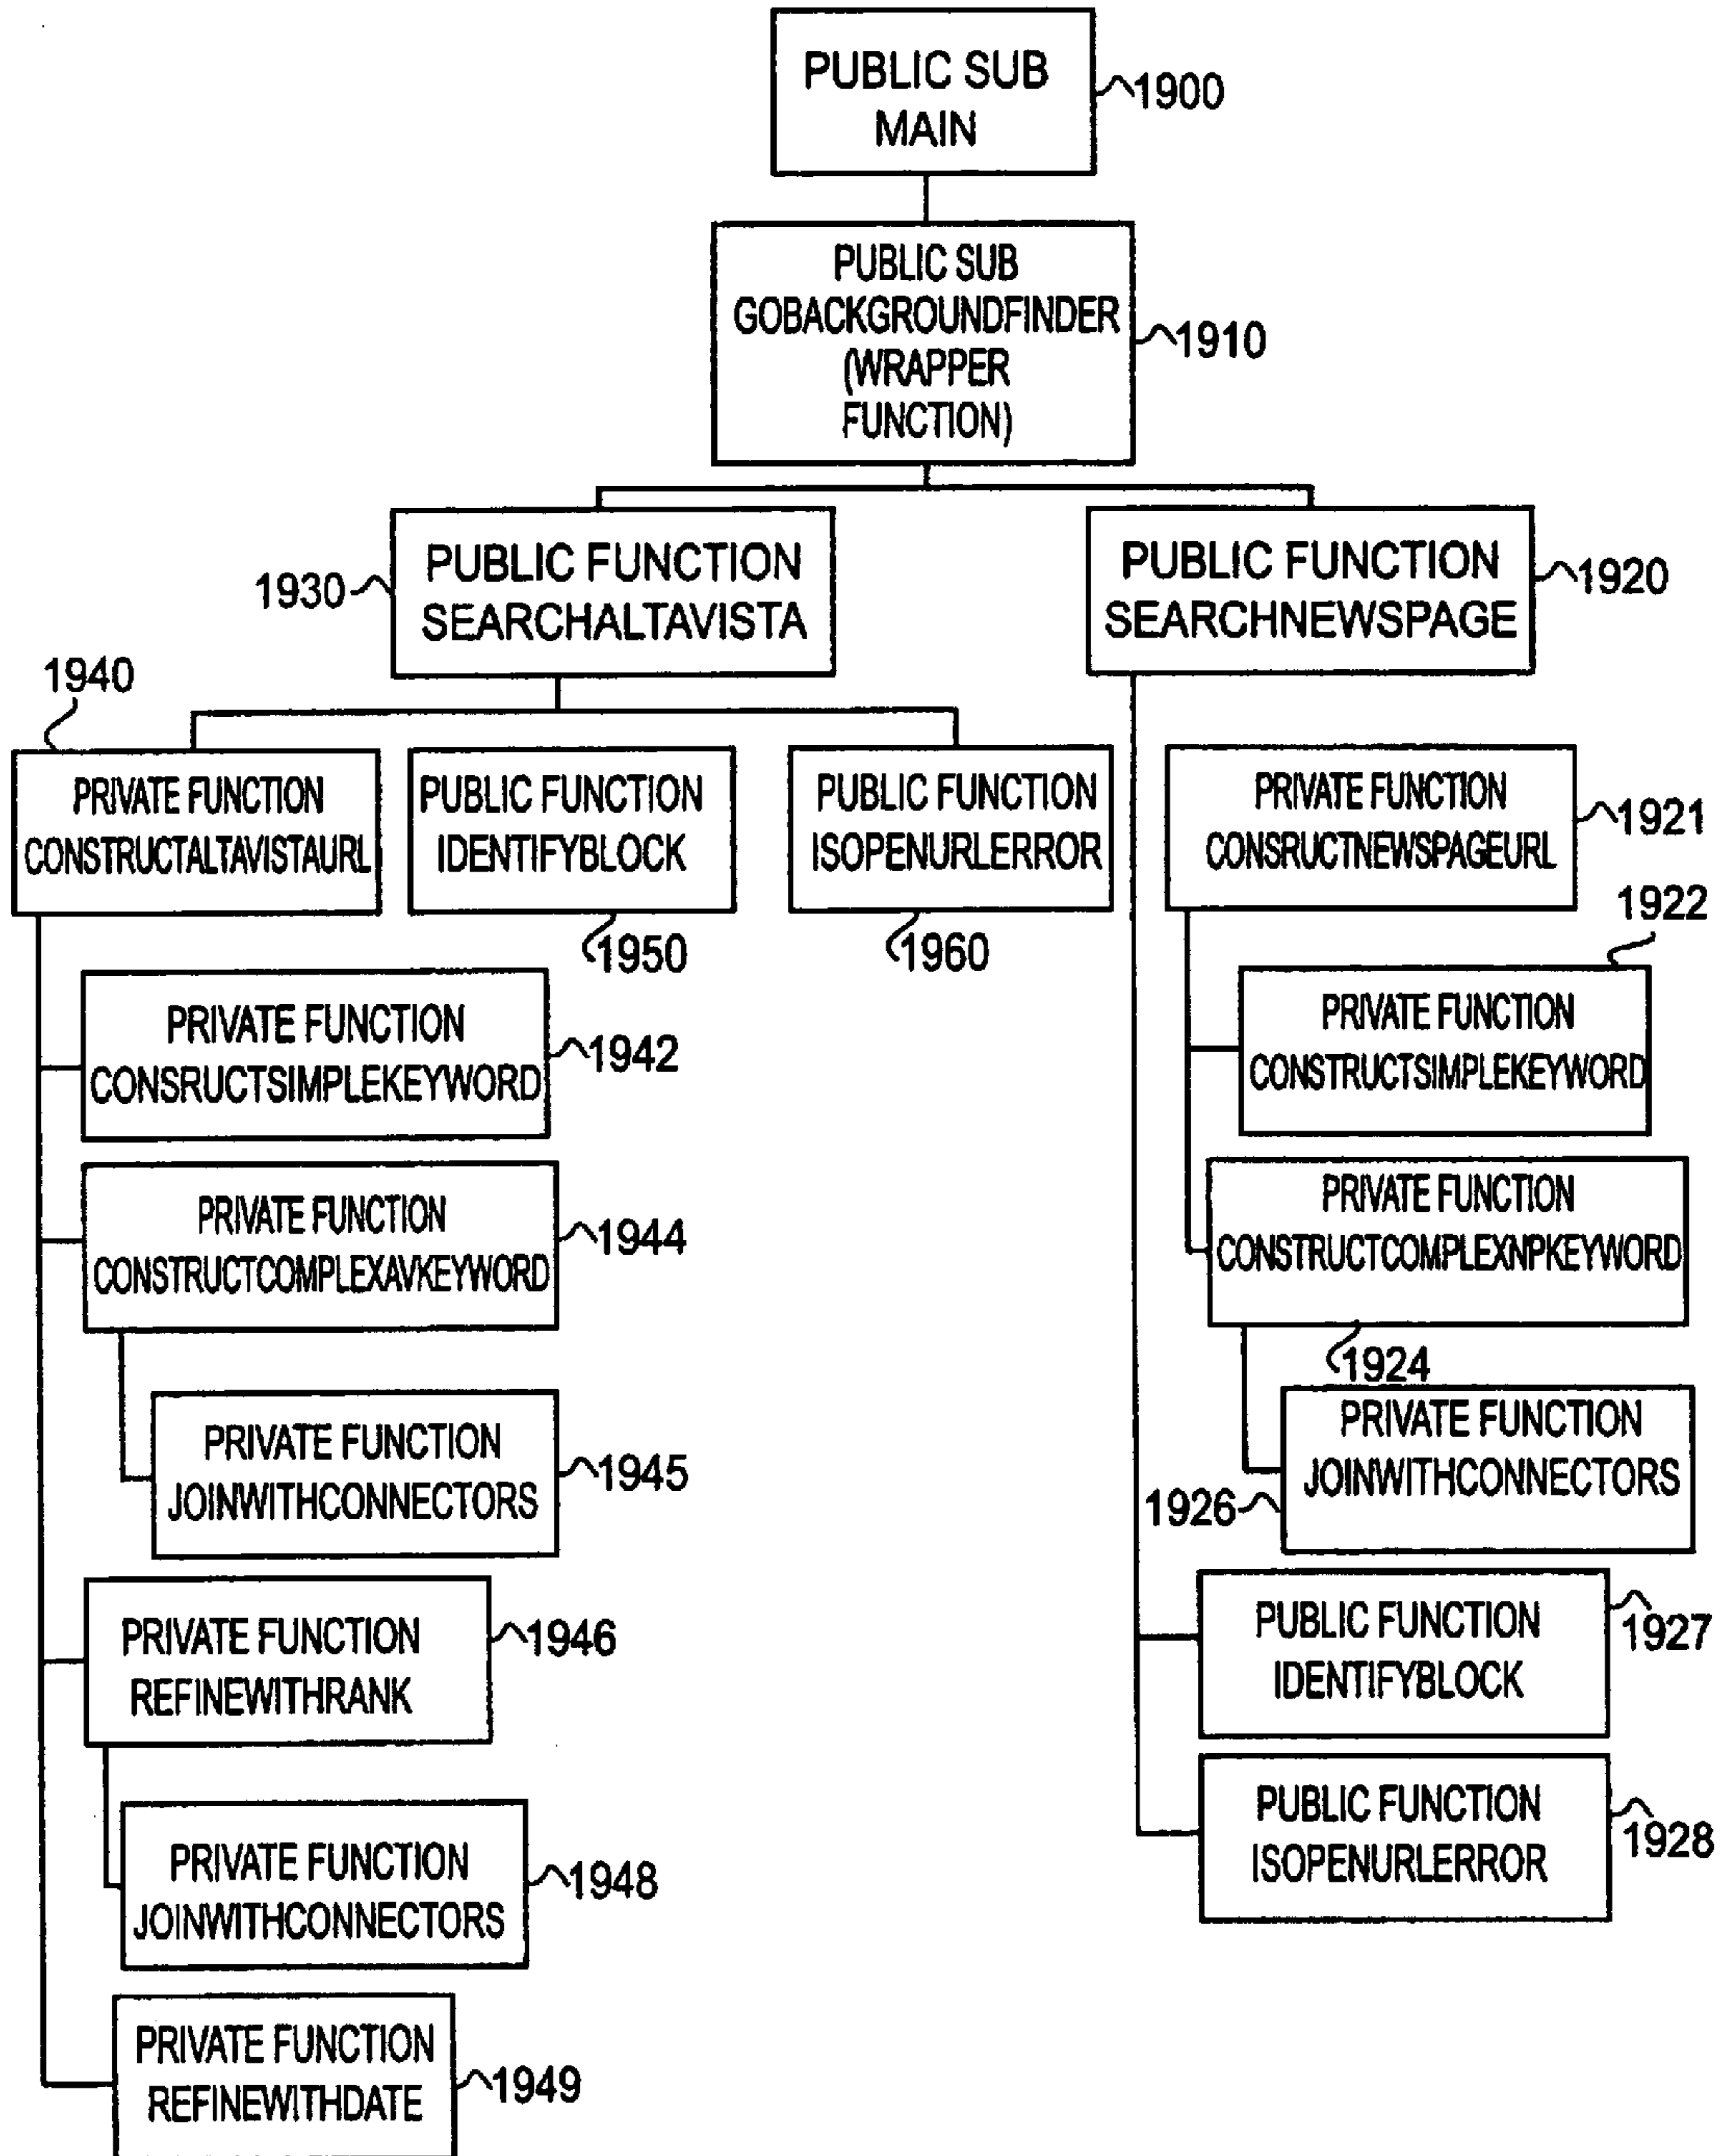 PUBLIC SUB
MAIN
1900
PUBLIC SUB
GOBACKGROUNDFINDER
(WRAPPER
FUNCTION)
1910
PUBLIC FUNCTION
SEARCHALTAVISTA
1930
PUBLIC FUNCTION
SEARCHNEWSPAGE
1920
1940
PRIVATE FUNCTION
CONSTRUCTALTAVISTAURL
PUBLIC FUNCTION
IDENTIFYBLOCK
1950
PUBLIC FUNCTION
ISOPENURLERROR
1960
PRIVATE FUNCTION
CONSRUCTNEWSPAGEURL
1921
1922
PRIVATE FUNCTION
CONSRUCTSIMPLEKEYWORD
1942
PRIVATE FUNCTION
CONSTRUCTSIMPLEKEYWORD
PRIVATE FUNCTION
CONSTRUCTCOMPLEXAVKEYWORD
1944
PRIVATE FUNCTION
CONSTRUCTCOMPLEXNPKEYWORD
1924
PRIVATE FUNCTION
JOINWITHCONNECTORS
1945
PRIVATE FUNCTION
JOINWITHCONNECTORS
1926
PRIVATE FUNCTION
REFINEWITHRANK
1946
PUBLIC FUNCTION
IDENTIFYBLOCK
1927
PRIVATE FUNCTION
JOINWITHCONNECTORS
1948
PUBLIC FUNCTION
ISOPENURLERROR
1928
PRIVATE FUNCTION
REFINEWITHDATE
1949